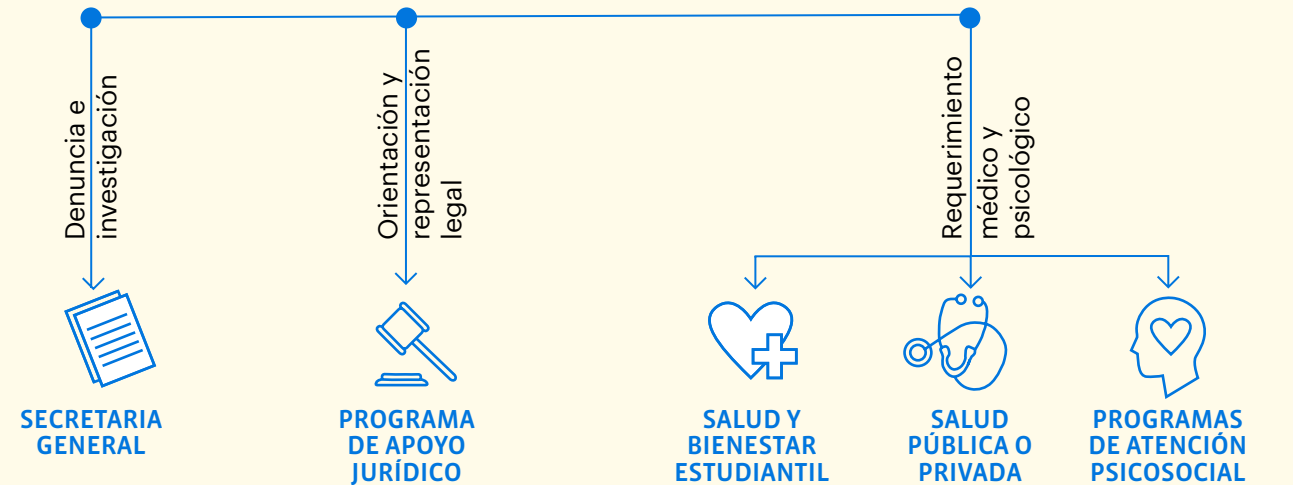 Denuncia e
investigación
Orientación y
representación
legal
Requerimiento
médico y
psicológico
SECRETARIA
GENERAL
PROGRAMA
DE APOYO
JURÍDICO
SALUD Y
BIENESTAR
ESTUDIANTIL
SALUD
PÚBLICA O
PRIVADA
PROGRAMAS
DE ATENCIÓN
PSICOSOCIAL